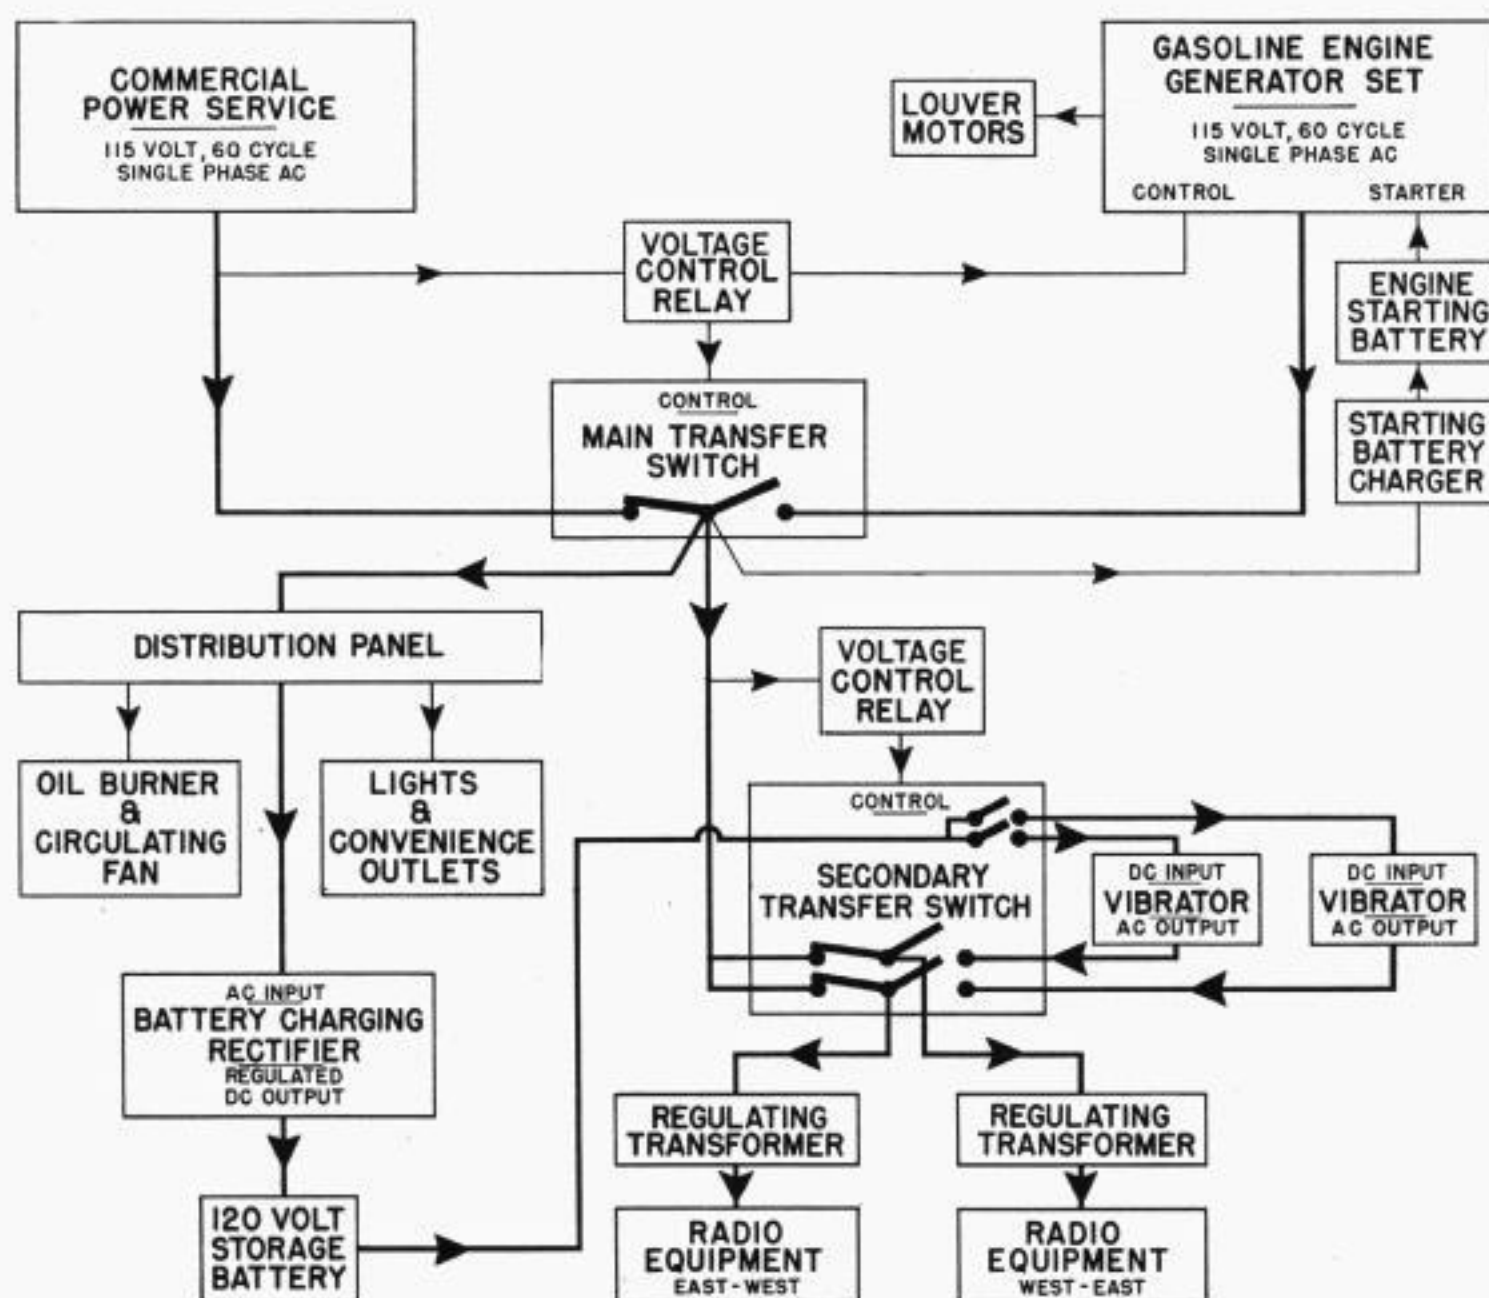 COMMERCIAL
POWER SERVICE
115 VOLT, 60 CYCLE
SINGLE PHASE AC
GASOLINE ENGINE
GENERATOR SET
115 VOLT, 60 CYCLE
SINGLE PHASE AC
CONTROL
STARTER
LOUVER
MOTORS
VOLTAGE
CONTROL
RELAY
ENGINE
STARTING
BATTERY
STARTING
BATTERY
CHARGER
CONTROL
MAIN TRANSFER
SWITCH
DISTRIBUTION PANEL
VOLTAGE
CONTROL
RELAY
OIL BURNER
&
CIRCULATING
FAN
LIGHTS
&
CONVENIENCE
OUTLETS
CONTROL
SECONDARY
TRANSFER SWITCH
DC INPUT
VIBRATOR
AC OUTPUT
DC INPUT
VIBRATOR
AC OUTPUT
AC INPUT
BATTERY CHARGING
RECTIFIER
REGULATED
DC OUTPUT
REGULATING
TRANSFORMER
REGULATING
TRANSFORMER
120 VOLT
STORAGE
BATTERY
RADIO
EQUIPMENT
EAST-WEST
RADIO
EQUIPMENT
WEST-EAST